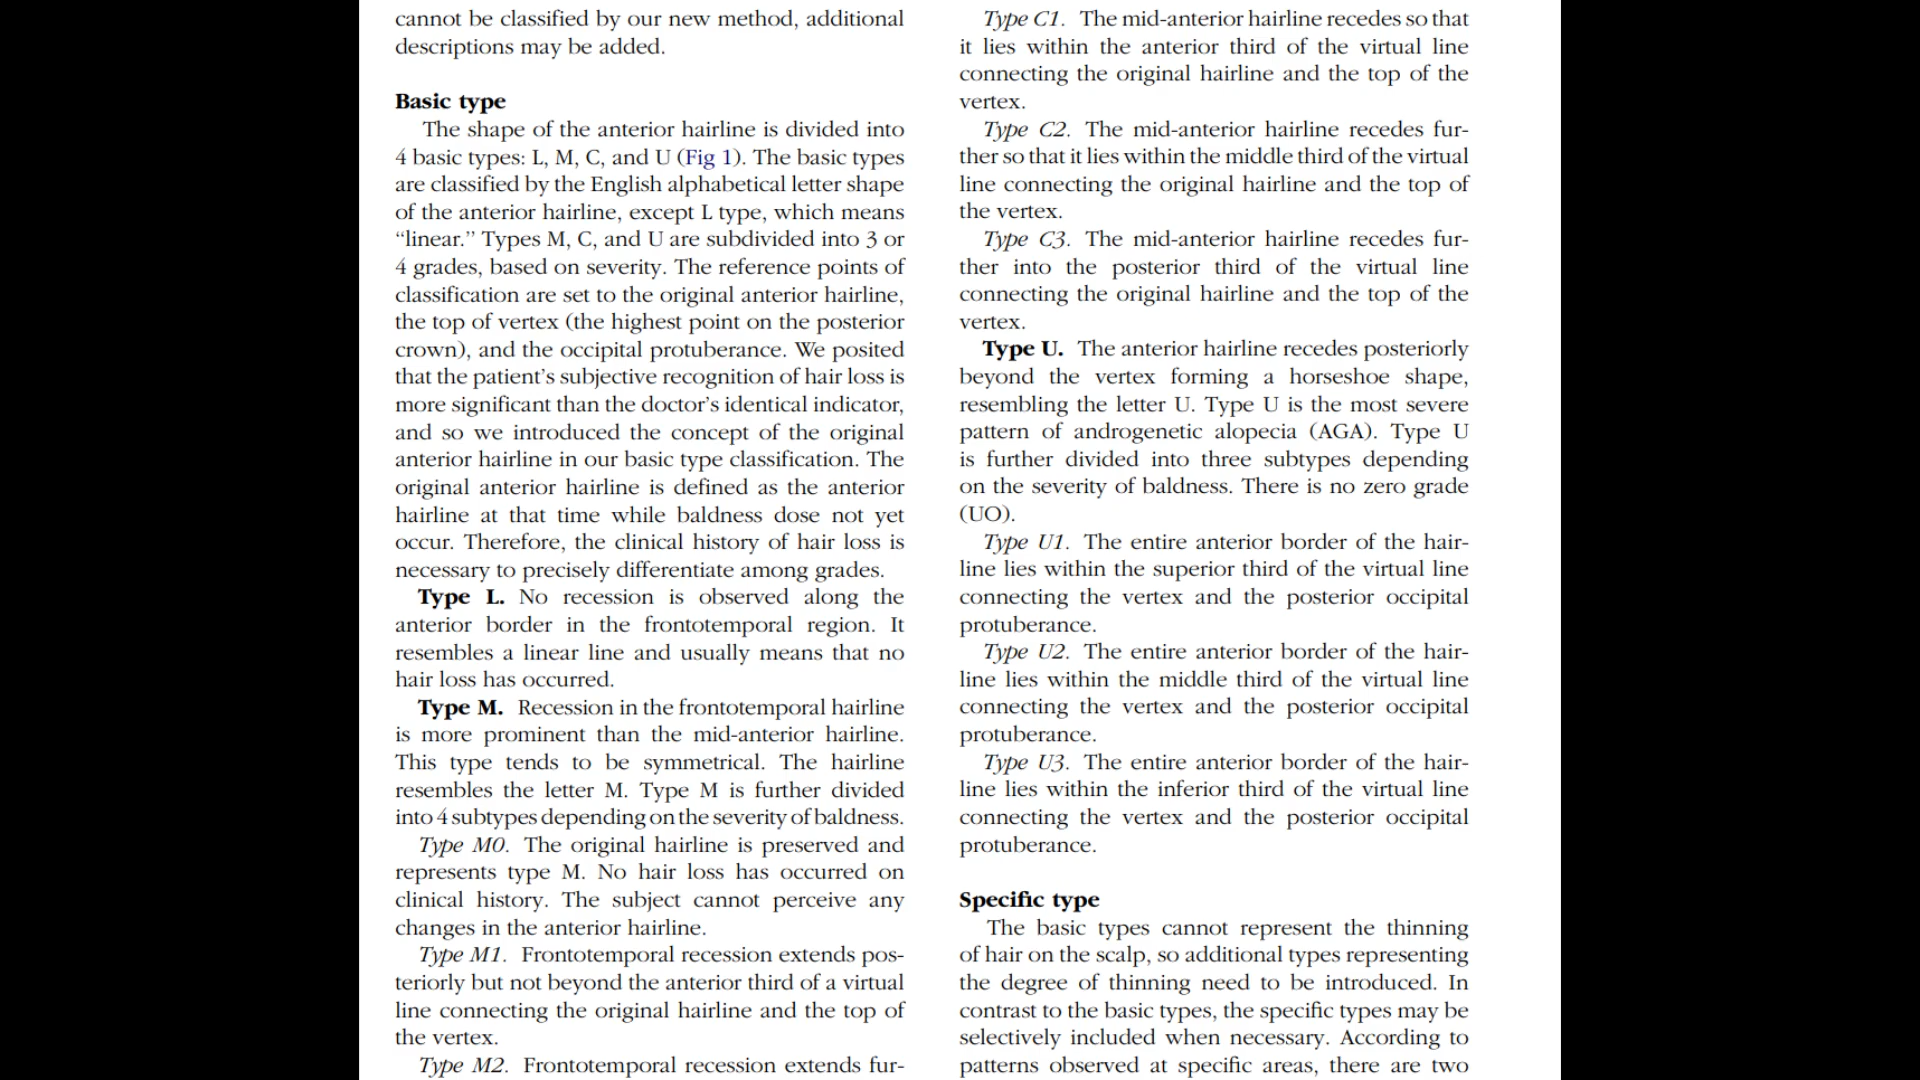 cannot be classified by our new method, additional
descriptions may be added.
Basic type
The shape of the anterior hairline is divided into
4 basic types: L, M, C, and U (Fig 1). The basic types
are classified by the English alphabetical letter shape
of the anterior hairline, except L type, which means
“linear.” Types M, C, and U are subdivided into 3 or
4 grades, based on severity. The reference points of
classification are set to the original anterior hairline,
the top of vertex (the highest point on the posterior
crown), and the occipital protuberance. We posited
that the patient’s subjective recognition of hair loss is
more significant than the doctor’s identical indicator,
and so we introduced the concept of the original
anterior hairline in our basic type classification. The
original anterior hairline is defined as the anterior
hairline at that time while baldness dose not yet
occur. Therefore, the clinical history of hair loss is
necessary to precisely differentiate among grades.
Type L. No recession is observed along the
anterior border in the frontotemporal region. It
resembles a linear line and usually means that no
hair loss has occurred.
Type M. Recession in the frontotemporal hairline
is more prominent than the mid-anterior hairline.
This type tends to be symmetrical. The hairline
resembles the letter M. Type M is further divided
into 4 subtypes depending on the severity of baldness.
Type M0. The original hairline is preserved and
represents type M. No hair loss has occurred on
clinical history. The subject cannot perceive any
changes in the anterior hairline.
Type M1. Frontotemporal recession extends pos-
teriorly but not beyond the anterior third of a virtual
line connecting the original hairline and the top of
the vertex.
Type M2. Frontotemporal recession extends fur-
Type C1. The mid-anterior hairline recedes so that
it lies within the anterior third of the virtual line
connecting the original hairline and the top of the
vertex.
Type C2. The mid-anterior hairline recedes fur-
ther so that it lies within the middle third of the virtual
line connecting the original hairline and the top of
the vertex.
Type C3. The mid-anterior hairline recedes fur-
ther into the posterior third of the virtual line
connecting the original hairline and the top of the
vertex.
Type U. The anterior hairline recedes posteriorly
beyond the vertex forming a horseshoe shape,
resembling the letter U. Type U is the most severe
pattern of androgenetic alopecia (AGA). Type U
is further divided into three subtypes depending
on the severity of baldness. There is no zero grade
(UO).
Type U1. The entire anterior border of the hair-
line lies within the superior third of the virtual line
connecting the vertex and the posterior occipital
protuberance.
Type U2. The entire anterior border of the hair-
line lies within the middle third of the virtual line
connecting the vertex and the posterior occipital
protuberance.
Type U3. The entire anterior border of the hair-
line lies within the inferior third of the virtual line
connecting the vertex and the posterior occipital
protuberance.
Specific type
The basic types cannot represent the thinning
of hair on the scalp, so additional types representing
the degree of thinning need to be introduced. In
contrast to the basic types, the specific types may be
selectively included when necessary. According to
patterns observed at specific areas, there are two